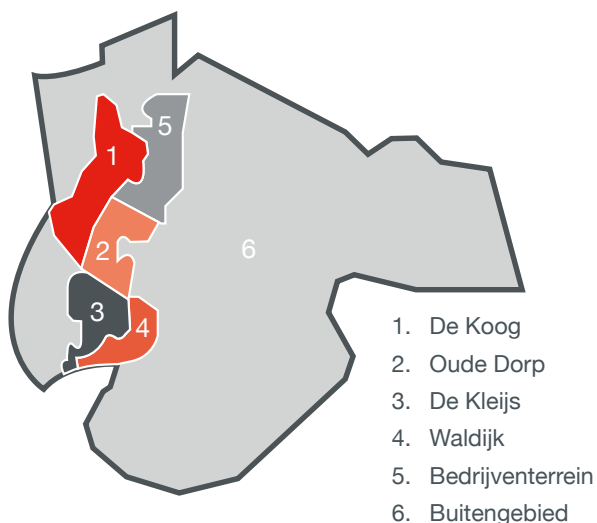 5
1
2
6
3
4
1. De Koog
2. Oude Dorp
3. De Kleijs
4. Waldijk
5. Bedrijventerrein
6. Buitengebied